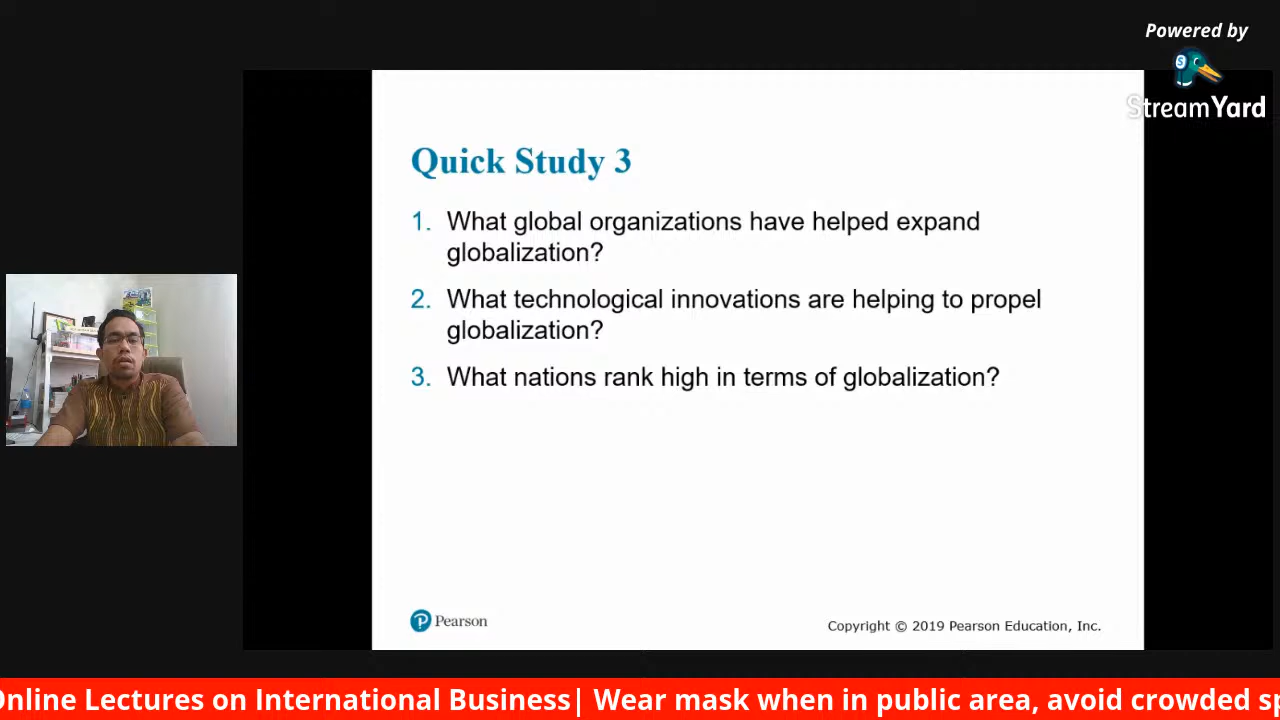 Powered by
StreamYard
Quick Study 3
1. What global organizations have helped expand
globalization?
2. What technological innovations are helping to propel
globalization?
3. What nations rank high in terms of globalization?
Pearson
Copyright © 2019 Pearson Education, Inc.
Online Lectures on International Business| Wear mask when in public area, avoid crowded sp